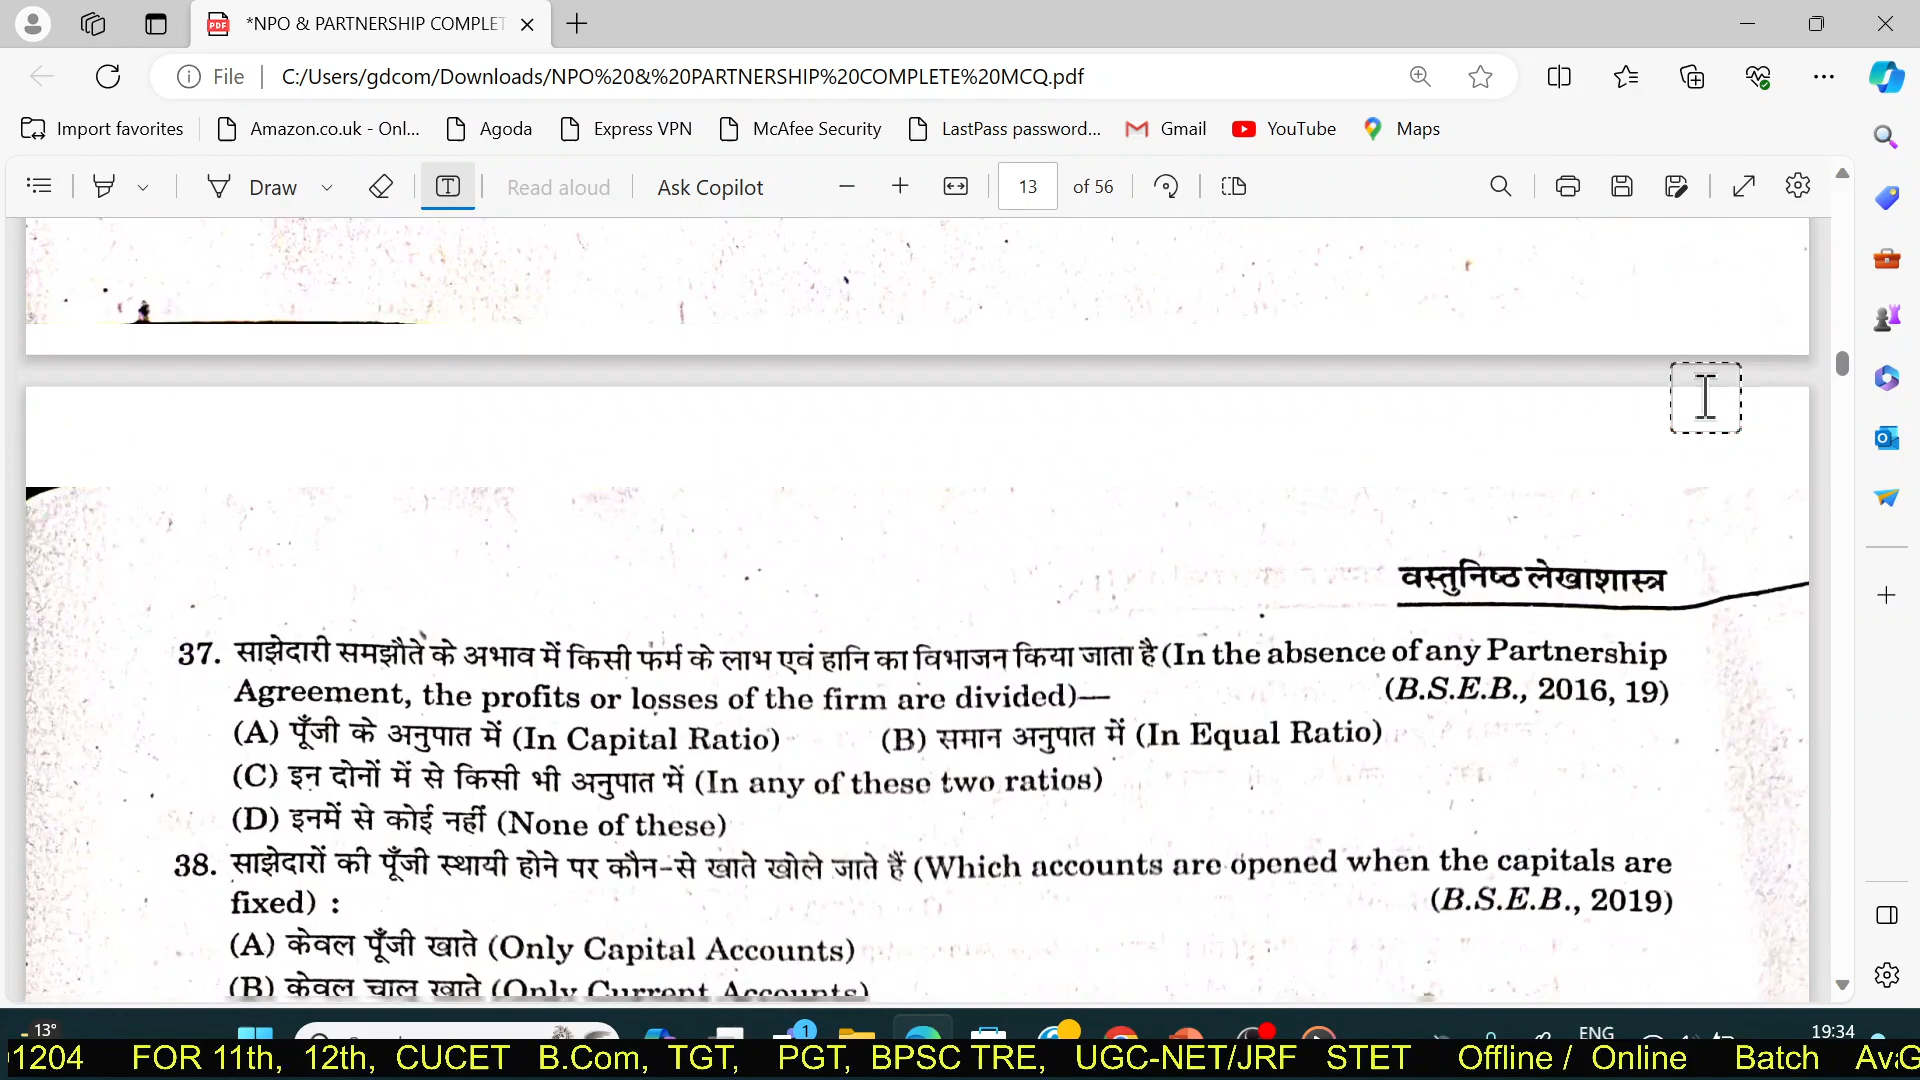 *NPO & PARTNERSHIP COMPLET
File
C:/Users/gdcom/Downloads/NPO%20&%20PARTNERSHIP%20COMPLETE%20MCQ.pdf
Import favorites Amazon.co.uk - Onl... Agoda Express VPN McAfee Security LastPass password... Gmail YouTube Maps
Draw Read aloud Ask Copilot 13 of 56
वस्तुनिष्ठ लेखाशास्त्र
37. साझेदारी समझौते के अभाव में किसी फर्म के लाभ एवं हानि का विभाजन किया जाता है (In the absence of any Partnership
Agreement, the profits or losses of the firm are divided)— (B.S.E.B., 2016, 19)
(A) पूँजी के अनुपात में (In Capital Ratio) (B) समान अनुपात में (In Equal Ratio)
(C) इन दोनों में से किसी भी अनुपात में (In any of these two ratios)
(D) इनमें से कोई नहीं (None of these)
38. साझेदारों की पूँजी स्थायी होने पर कौन-से खाते खोले जाते हैं (Which accounts are opened when the capitals are
fixed) : (B.S.E.B., 2019)
(A) केवल पूँजी खाते (Only Capital Accounts)
(B) केवल चालू खाते (Only Current Accounts)
13° 1 ENG 19:34
1204 FOR 11th, 12th, CUCET B.Com, TGT, PGT, BPSC TRE, UGC-NET/JRF STET Offline / Online Batch